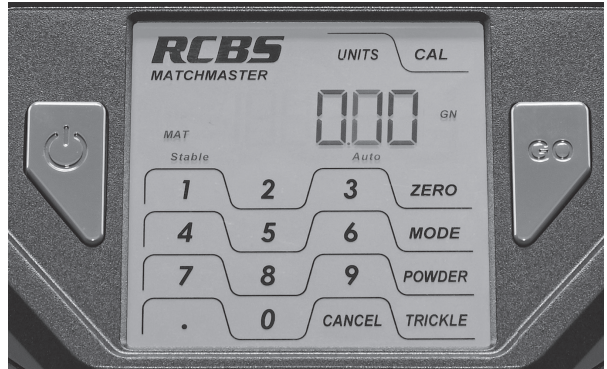 RCBS
MATCHMASTER
UNITS CAL
0.00 GN
MAT
Stable Auto
1 2 3 ZERO
4 5 6 MODE
7 8 9 POWDER
. 0 CANCEL TRICKLE
GO